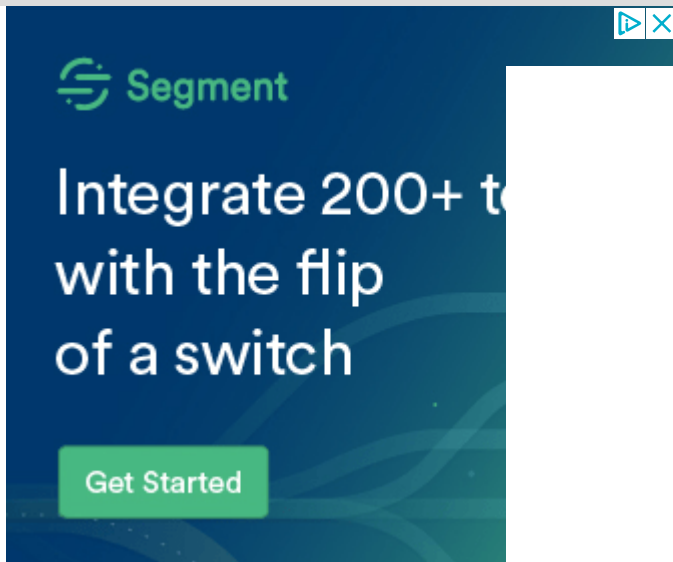 Segment
Integrate 200+
with the flip
of a switch
Get Started